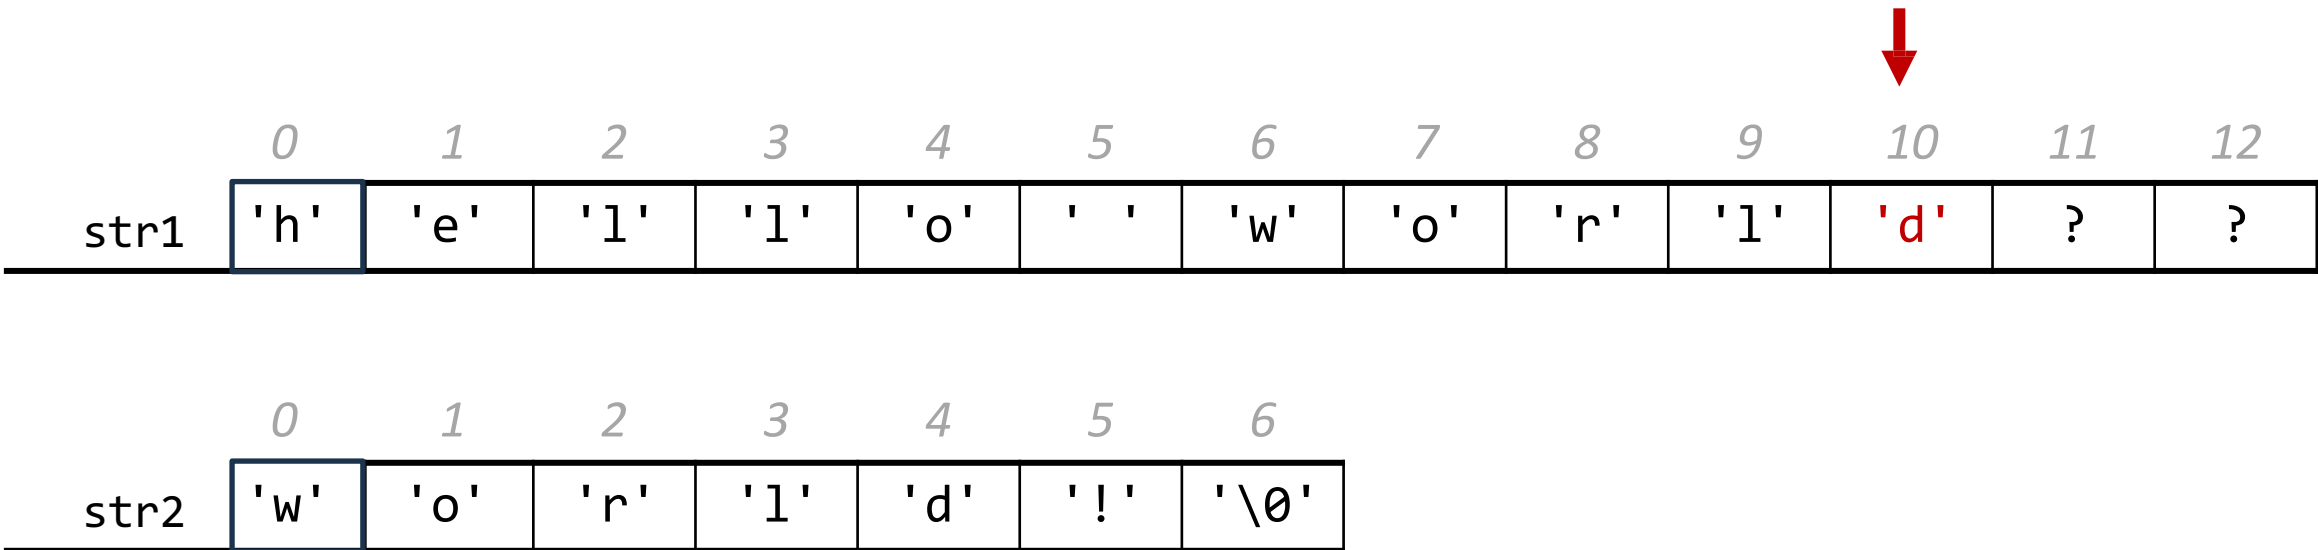 0 1 2 3 4 5 6 7 8 9 10 11 12
str1 'h' 'e' 'l' 'l' 'o' ' ' 'w' 'o' 'r' 'l' 'd' ? ?
0 1 2 3 4 5 6
str2 'w' 'o' 'r' 'l' 'd' '!' '\0'